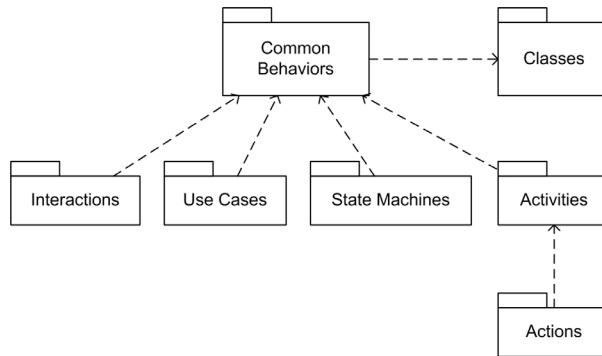 Common
Behaviors
Classes
Interactions
Use Cases
State Machines
Activities
Actions